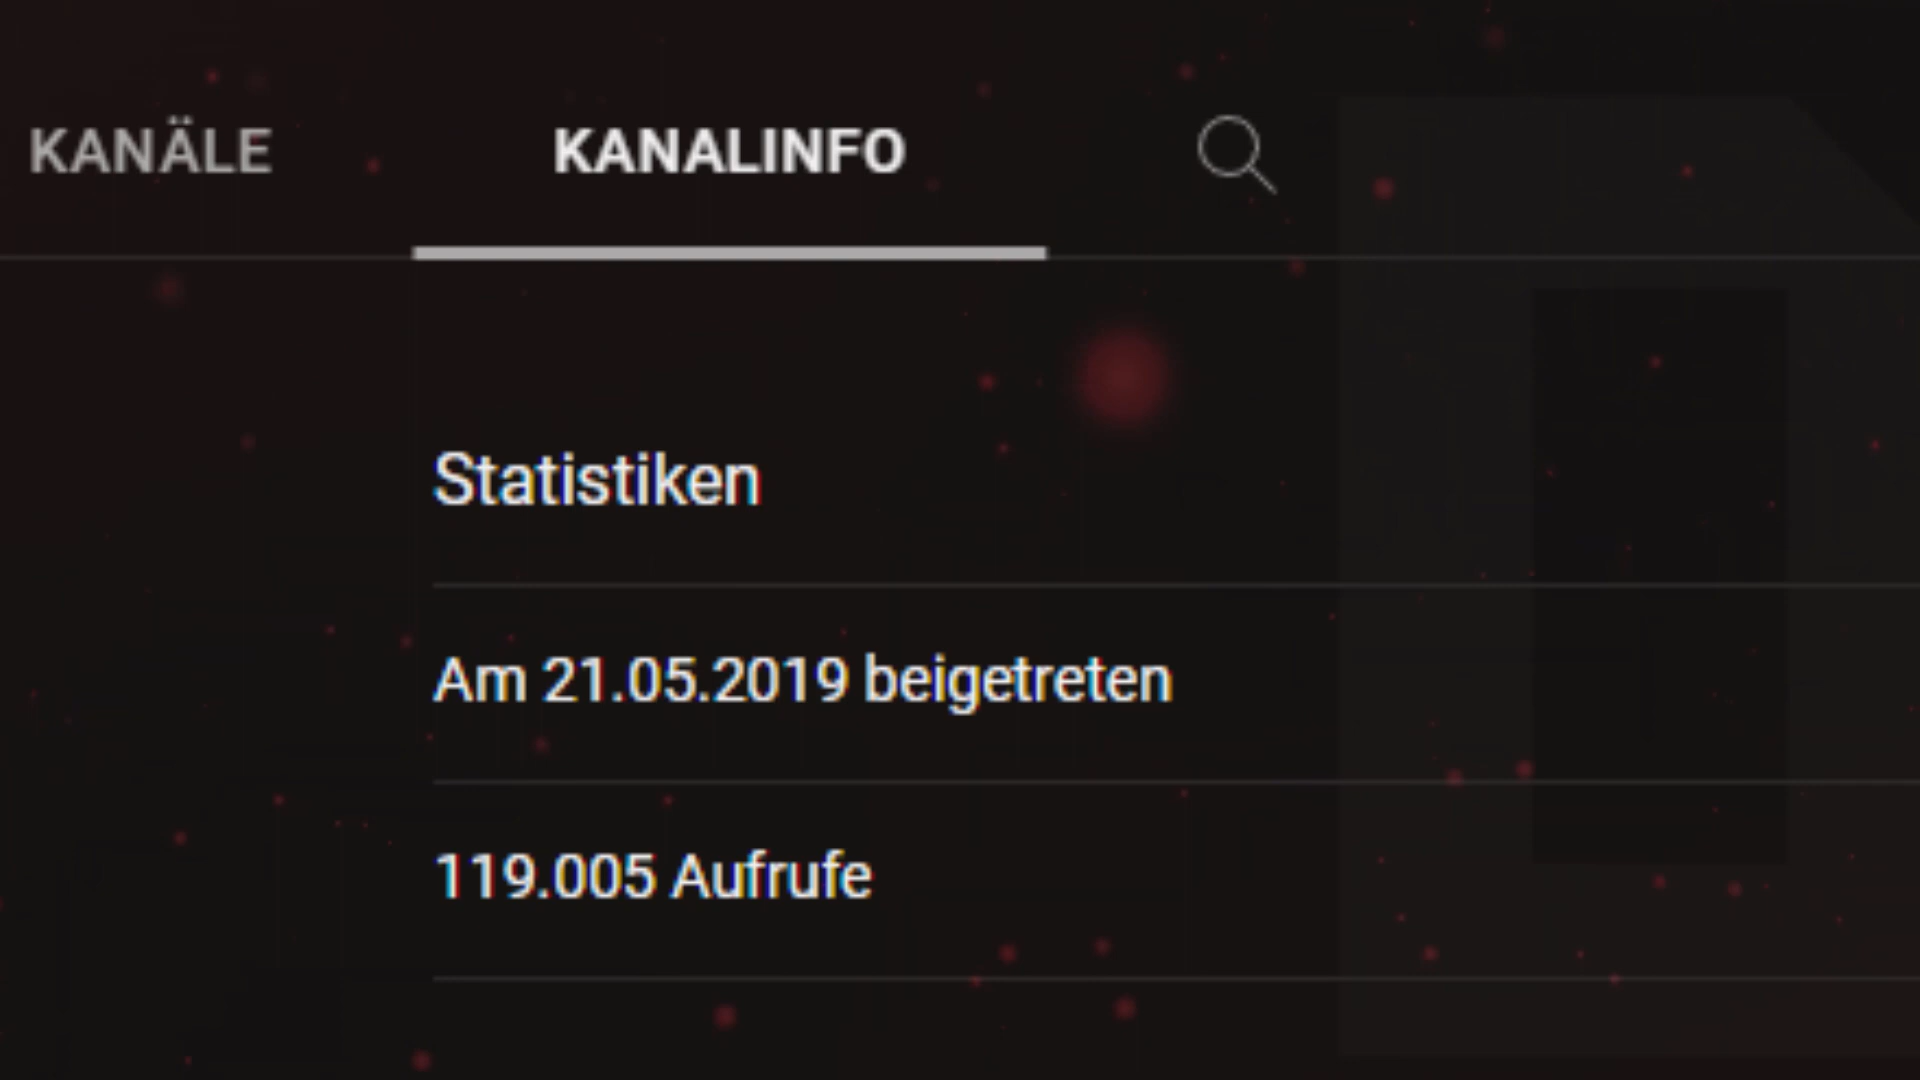 KANÄLE KANALINFO
Statistiken
Am 21.05.2019 beigetreten
119.005 Aufrufe